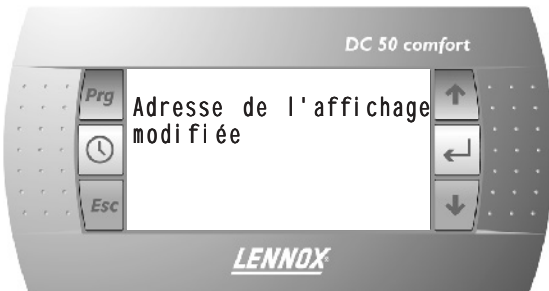 DC 50 comfort
Prg
Adresse de l'affichage
modifiée
Esc
LENNOX